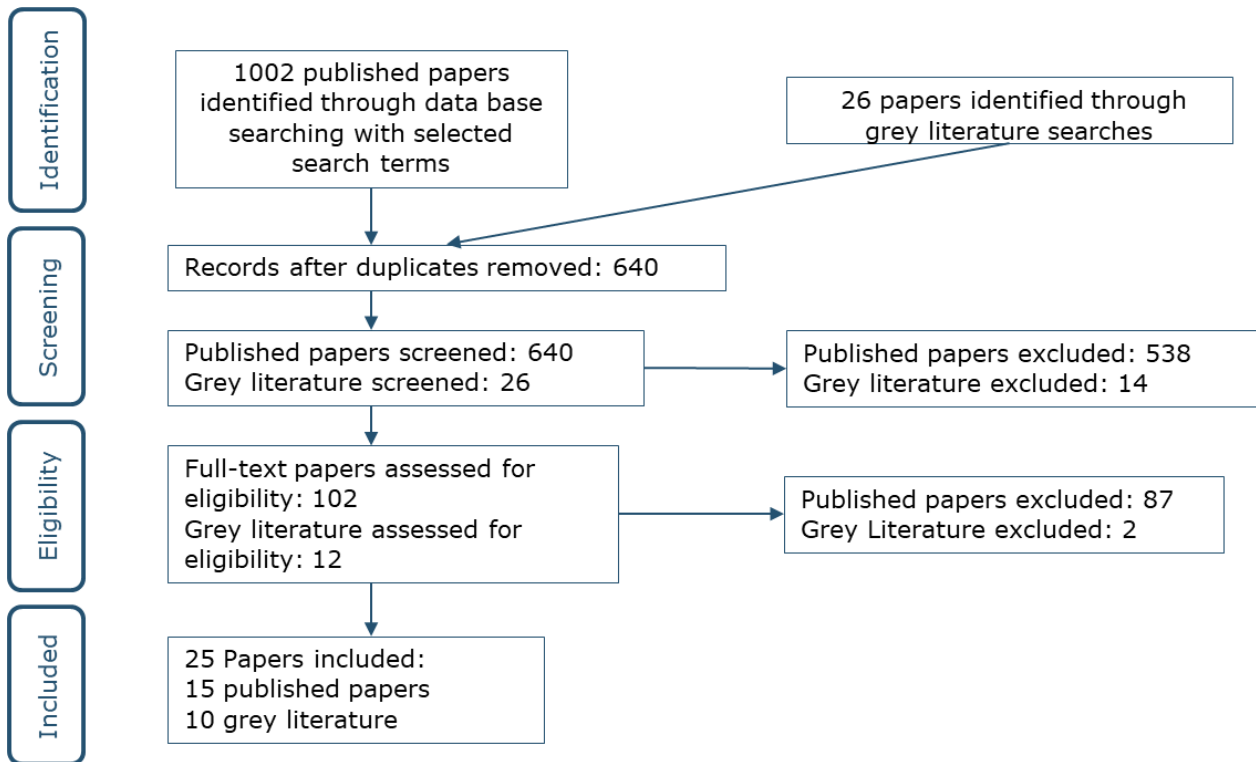 Identification
1002 published papers
identified through data base
searching with selected
search terms
26 papers identified through
grey literature searches
Screening
Records after duplicates removed: 640
Published papers screened: 640
Grey literature screened: 26
Published papers excluded: 538
Grey literature excluded: 14
Eligibility
Full-text papers assessed for
eligibility: 102
Grey literature assessed for
eligibility: 12
Published papers excluded: 87
Grey Literature excluded: 2
Included
25 Papers included:
15 published papers
10 grey literature